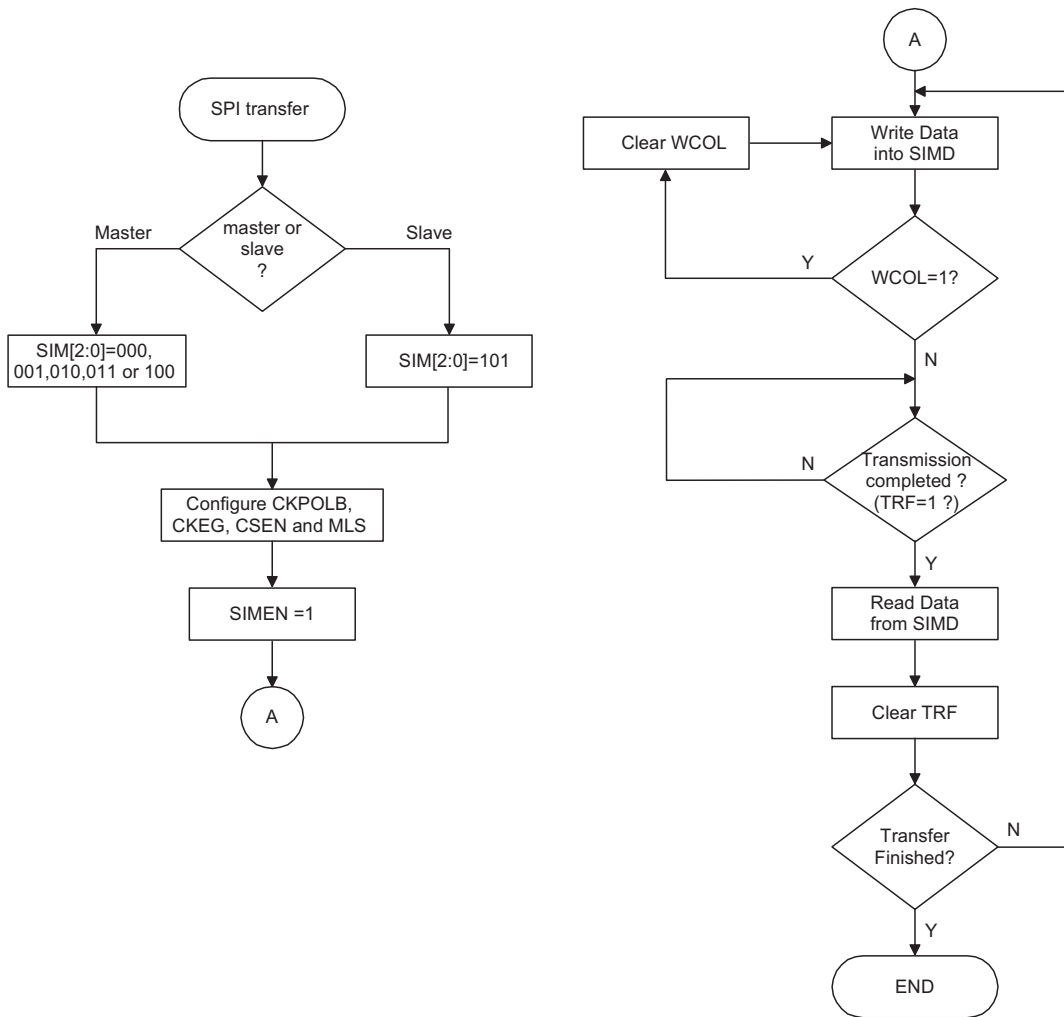 SPI transfer
master or
slave
?
Master
Slave
SIM[2:0]=000,
001,010,011 or 100
SIM[2:0]=101
Configure CKPOLB,
CKEG, CSEN and MLS
SIMEN =1
A
A
Clear WCOL
Write Data
into SIMD
Y
WCOL=1?
N
N
Transmission
completed ?
(TRF=1 ?)
Y
Read Data
from SIMD
Clear TRF
Transfer
Finished?
N
Y
END